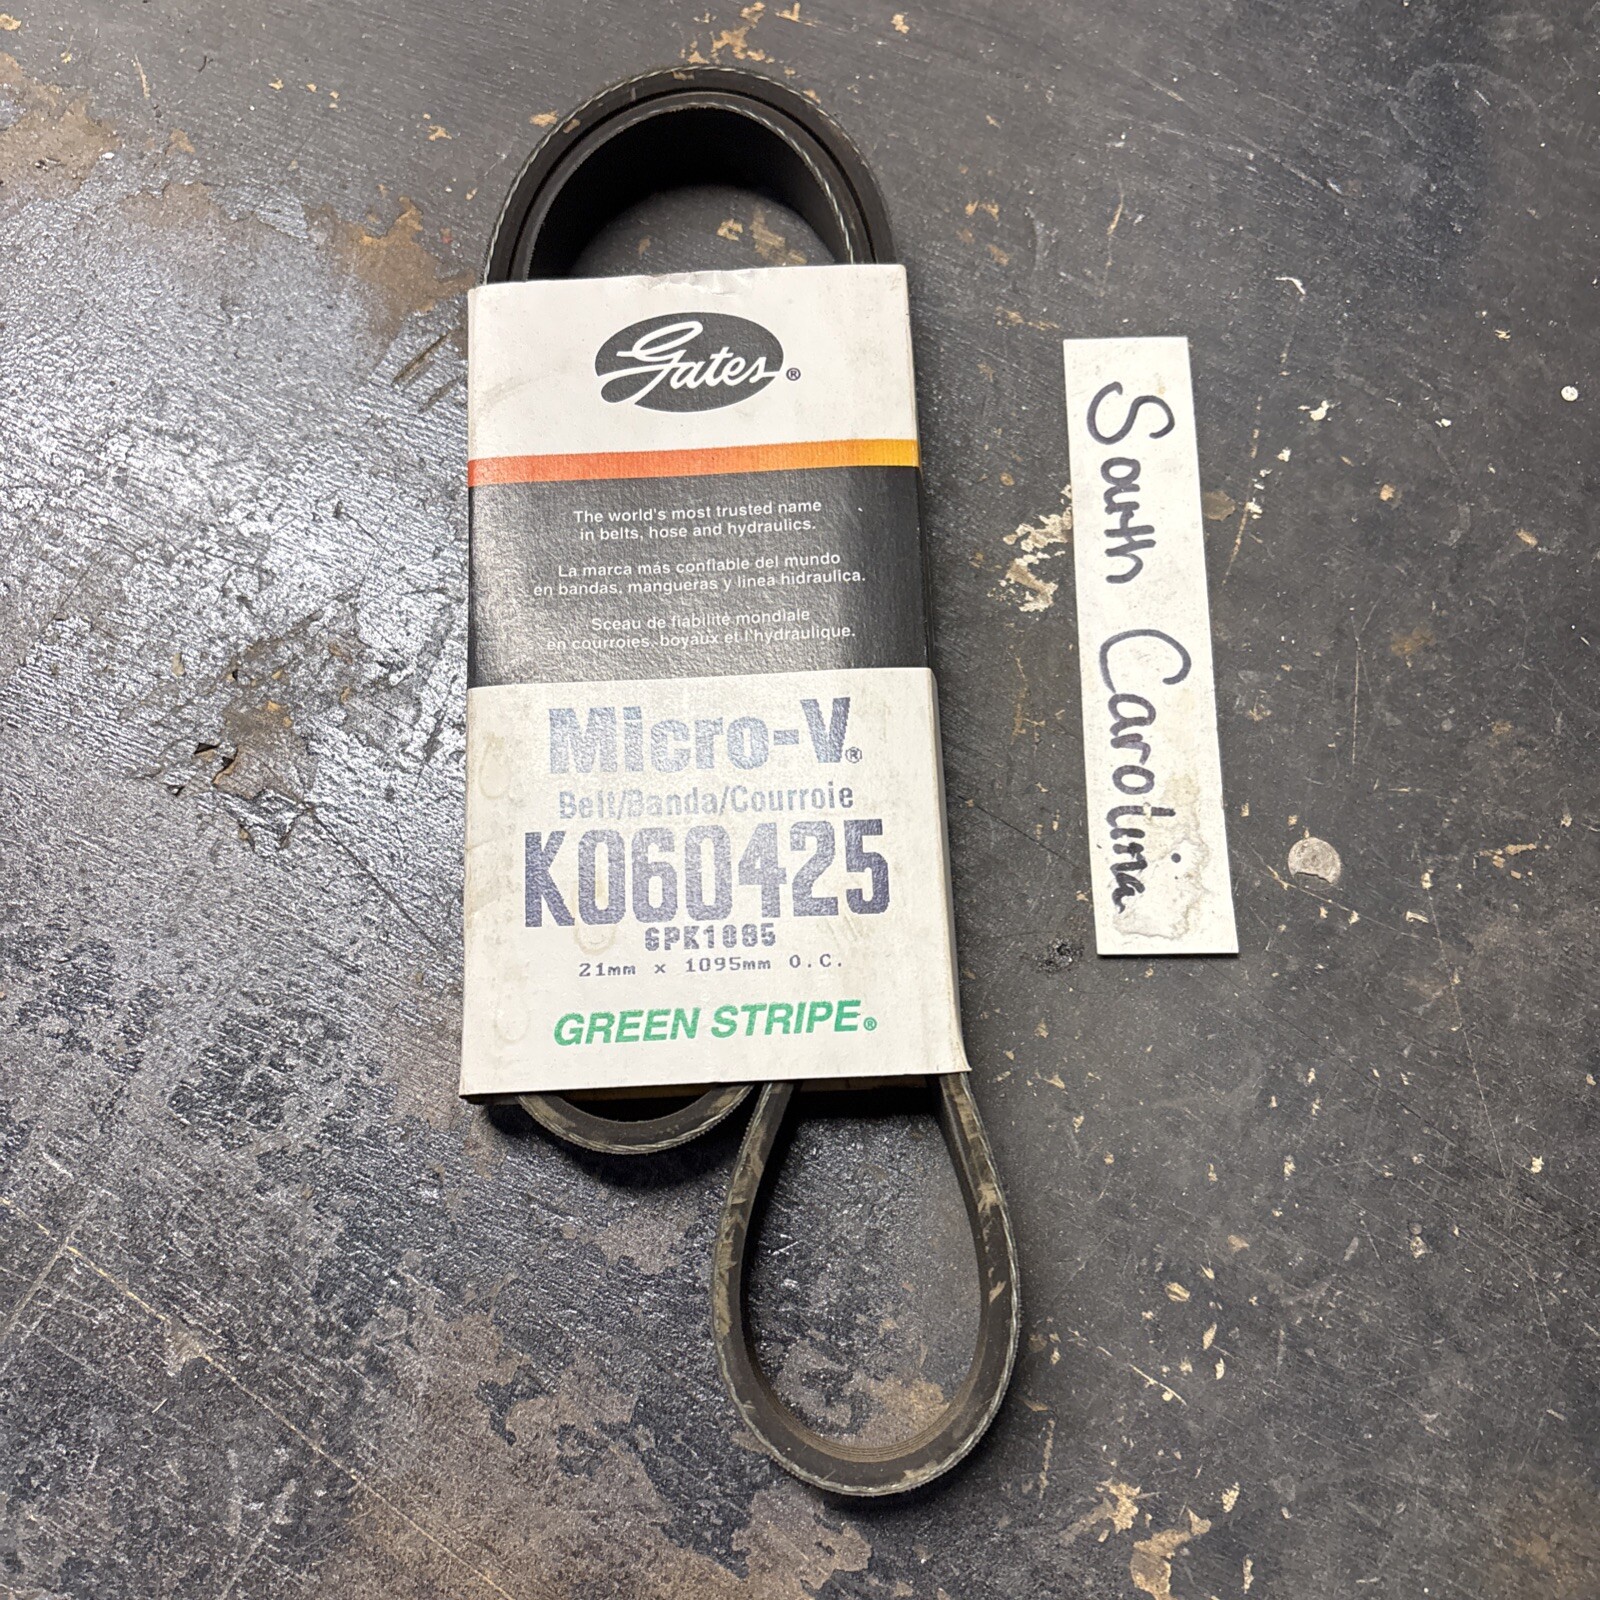 Gates®
The world's most trusted name
in belts, hose and hydraulics.
La marca más confiable del mundo
en bandas, mangueras y linea hidraulica.
Sceau de fiabilité mondiale
en courroies, boyaux et l'hydraulique.
Micro-V®
Belt/Banda/Courroie
K060425
6PK1085
21mm x 1095mm O.C.
GREEN STRIPE®
South Carolina